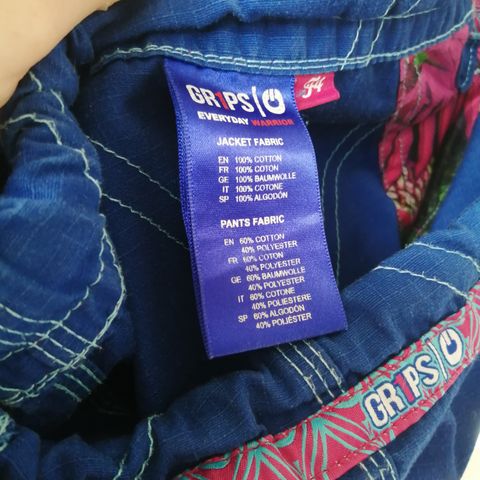 GR1PS
EVERYDAY WARRIOR
F4
JACKET FABRIC
EN 100% COTTON
FR 100% COTON
GE 100% BAUMWOLLE
IT 100% COTONE
SP 100% ALGODÓN
PANTS FABRIC
EN 60% COTTON
40% POLYESTER
FR 60% COTON
40% POLYESTER
GE 60% BAUMWOLLE
40% POLYESTER
IT 60% COTONE
40% POLIESTERE
SP 60% ALGODÓN
40% POLIÉSTER
GR1PS